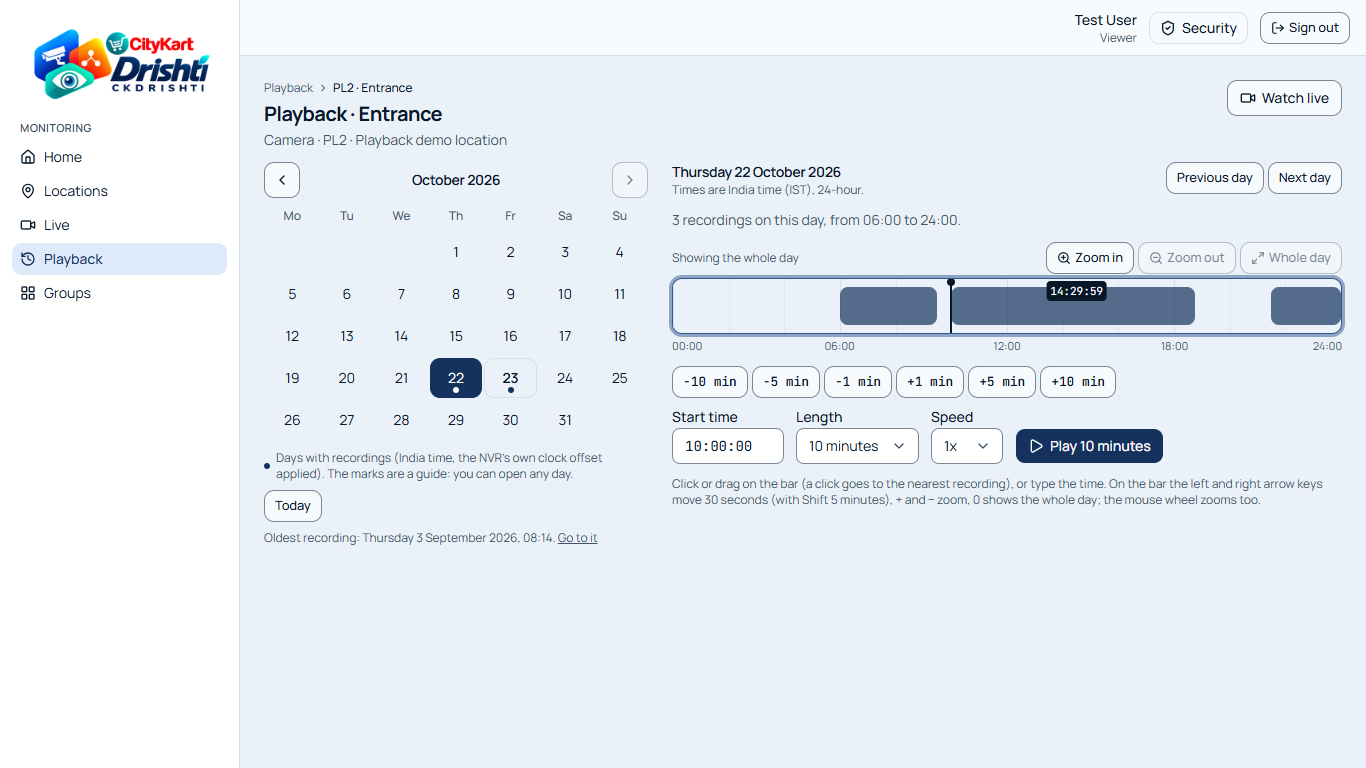 CityKart
Drishti
CKDRISHTI
MONITORING
Home
Locations
Live
Playback
Groups
Test User
Viewer
Security
Sign out
Playback › PL2 · Entrance
Playback · Entrance
Camera · PL2 · Playback demo location
Watch live
October 2026
Mo Tu We Th Fr Sa Su
1 2 3 4
5 6 7 8 9 10 11
12 13 14 15 16 17 18
19 20 21 22 23 24 25
26 27 28 29 30 31
Days with recordings (India time, the NVR's own clock offset
applied). The marks are a guide: you can open any day.
Today
Oldest recording: Thursday 3 September 2026, 08:14. Go to it
Thursday 22 October 2026
Times are India time (IST), 24-hour.
Previous day
Next day
3 recordings on this day, from 06:00 to 24:00.
Showing the whole day
Zoom in
Zoom out
Whole day
14:29:59
00:00 06:00 12:00 18:00 24:00
-10 min -5 min -1 min +1 min +5 min +10 min
Start time Length Speed
10:00:00 10 minutes 1x Play 10 minutes
Click or drag on the bar (a click goes to the nearest recording), or type the time. On the bar the left and right arrow keys
move 30 seconds (with Shift 5 minutes), + and − zoom, 0 shows the whole day; the mouse wheel zooms too.